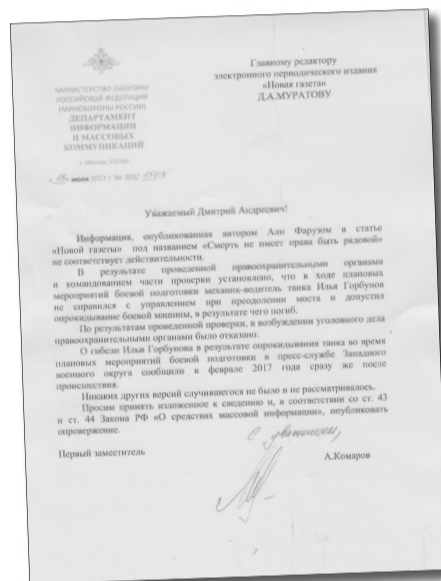 МИНИСТЕРСТВО ОБОРОНЫ
РОССИЙСКОЙ ФЕДЕРАЦИИ
(МИНОБОРОНЫ РОССИИ)
ДЕПАРТАМЕНТ
ИНФОРМАЦИИ
И МАССОВЫХ
КОММУНИКАЦИЙ
г. Москва, 119160
июля 2017 г. №
Главному редактору
электронного периодического издания
«Новая газета»
Д.А.МУРАТОВУ
Уважаемый Дмитрий Андреевич!
Информация, опубликованная автором Али Фарузом в статье
«Новой газеты» под названием «Смерть не имеет права быть рядовой»
не соответствует действительности.
В результате проведенной правоохранительными органами
и командованием части проверки установлено, что в ходе плановых
мероприятий боевой подготовки механик-водитель танка Илья Горбунов
не справился с управлением при преодолении моста и допустил
опрокидывание боевой машины, в результате чего погиб.
По результатам проведенной проверки, в возбуждении уголовного дела
правоохранительными органами было отказано.
О гибели Ильи Горбунова в результате опрокидывания танка во время
плановых мероприятий боевой подготовки в пресс-службе Западного
военного округа сообщили в феврале 2017 года сразу же после
происшествия.
Никаких других версий случившегося не было и не рассматривалось.
Просим принять изложенное к сведению и, в соответствии со ст. 43
и ст. 44 Закона РФ «О средствах массовой информации», опубликовать
опровержение.
С уважением,
Первый заместитель
А.Комаров